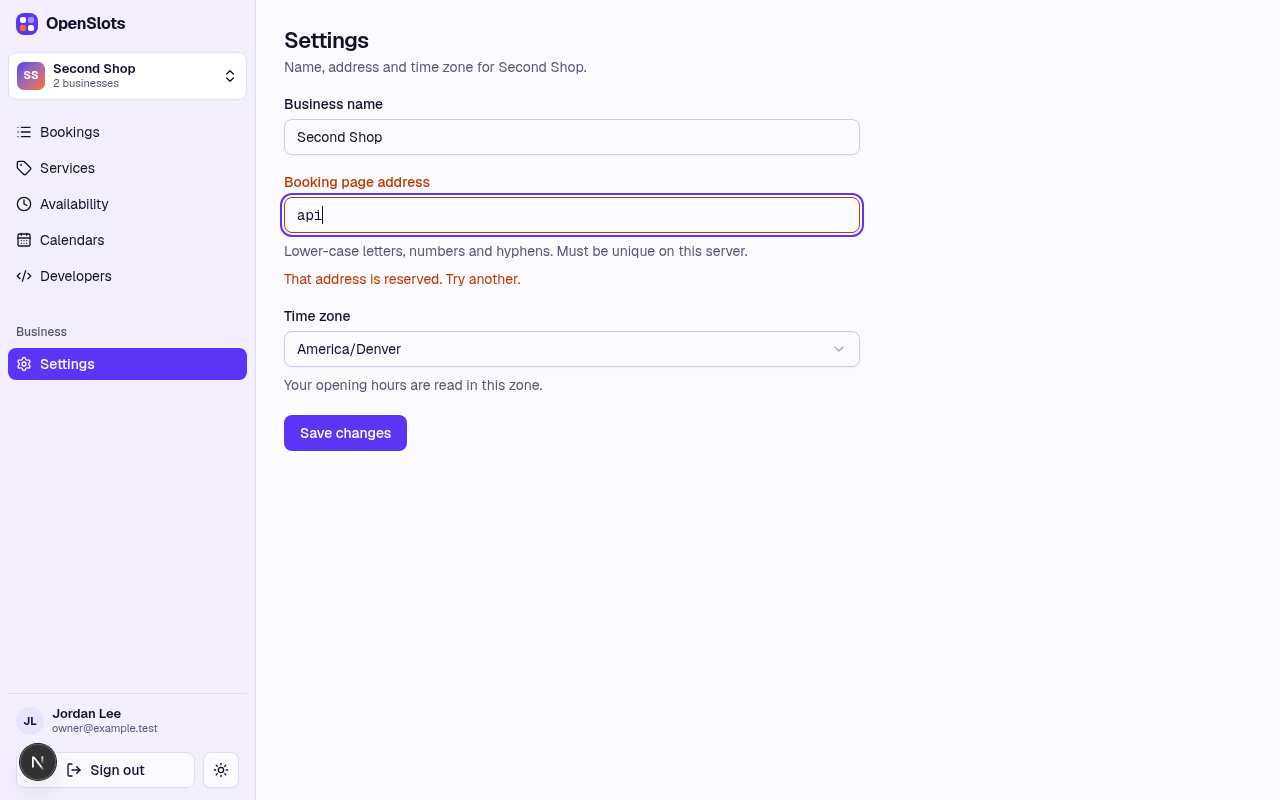 OpenSlots
SS
Second Shop
2 businesses
Bookings
Services
Availability
Calendars
Developers
Business
Settings
JL
Jordan Lee
owner@example.test
N
Sign out
Settings
Name, address and time zone for Second Shop.
Business name
Second Shop
Booking page address
api
Lower-case letters, numbers and hyphens. Must be unique on this server.
That address is reserved. Try another.
Time zone
America/Denver
Your opening hours are read in this zone.
Save changes